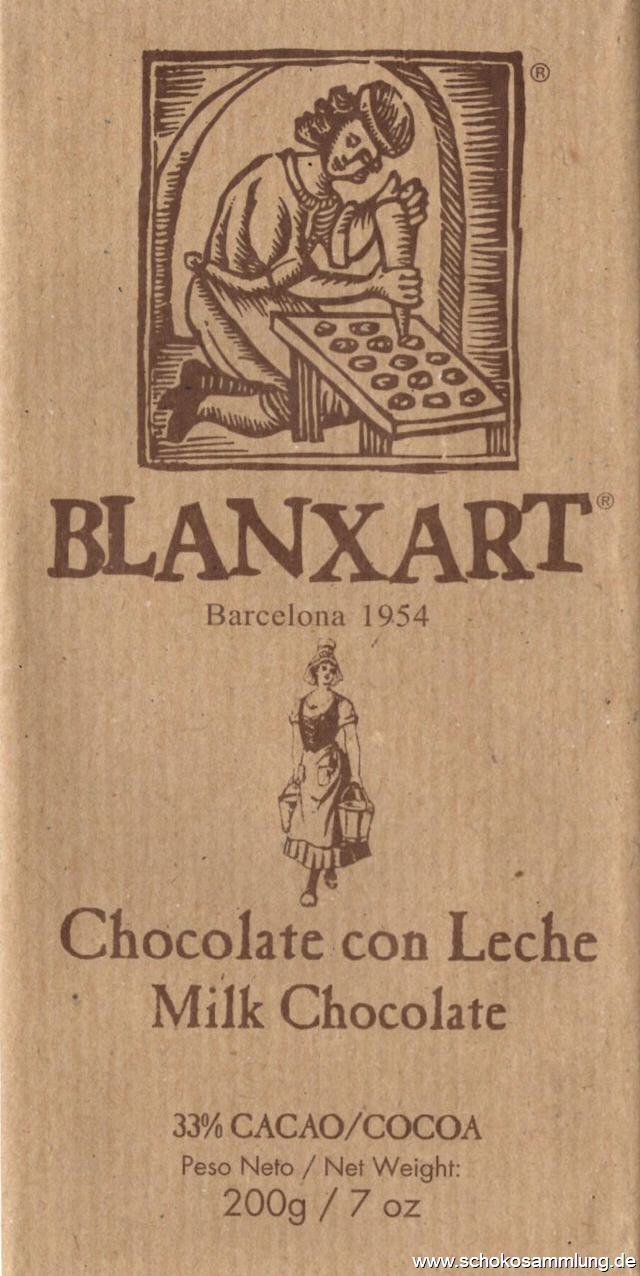 ®
BLANXART®
Barcelona 1954
Chocolate con Leche
Milk Chocolate
33% CACAO/COCOA
Peso Neto / Net Weight:
200g / 7 oz
www.schokosammlung.de